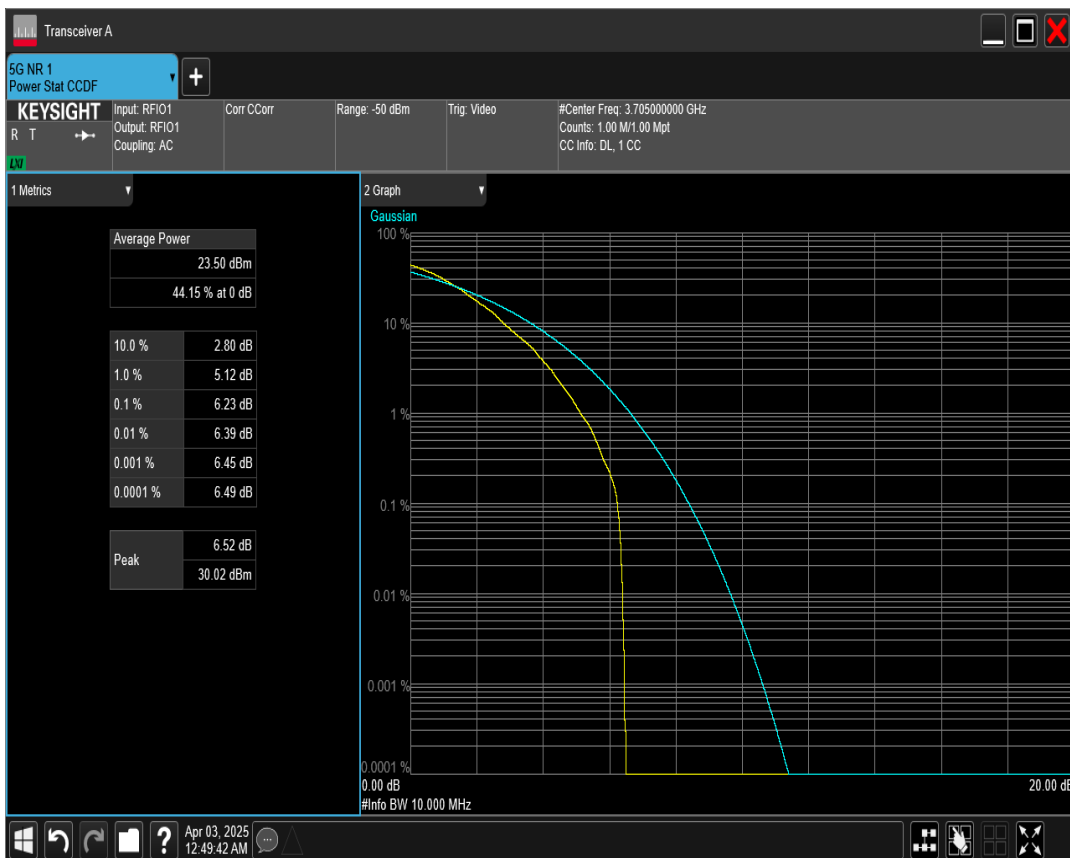 Transceiver A
5G NR 1
Power Stat CCDF
KEYSIGHT
R T
LXI
Input: RFIO1
Output: RFIO1
Coupling: AC
Corr CCorr
Range: -50 dBm
Trig: Video
#Center Freq: 3.705000000 GHz
Counts: 1.00 M/1.00 Mpt
CC Info: DL, 1 CC
1 Metrics
Average Power
23.50 dBm
44.15 % at 0 dB
10.0 % 2.80 dB
1.0 % 5.12 dB
0.1 % 6.23 dB
0.01 % 6.39 dB
0.001 % 6.45 dB
0.0001 % 6.49 dB
Peak 6.52 dB
30.02 dBm
2 Graph
Gaussian
100 %
10 %
1 %
0.1 %
0.01 %
0.001 %
0.0001 %
0.00 dB 20.00 dB
#Info BW 10.000 MHz
Apr 03, 2025
12:49:42 AM